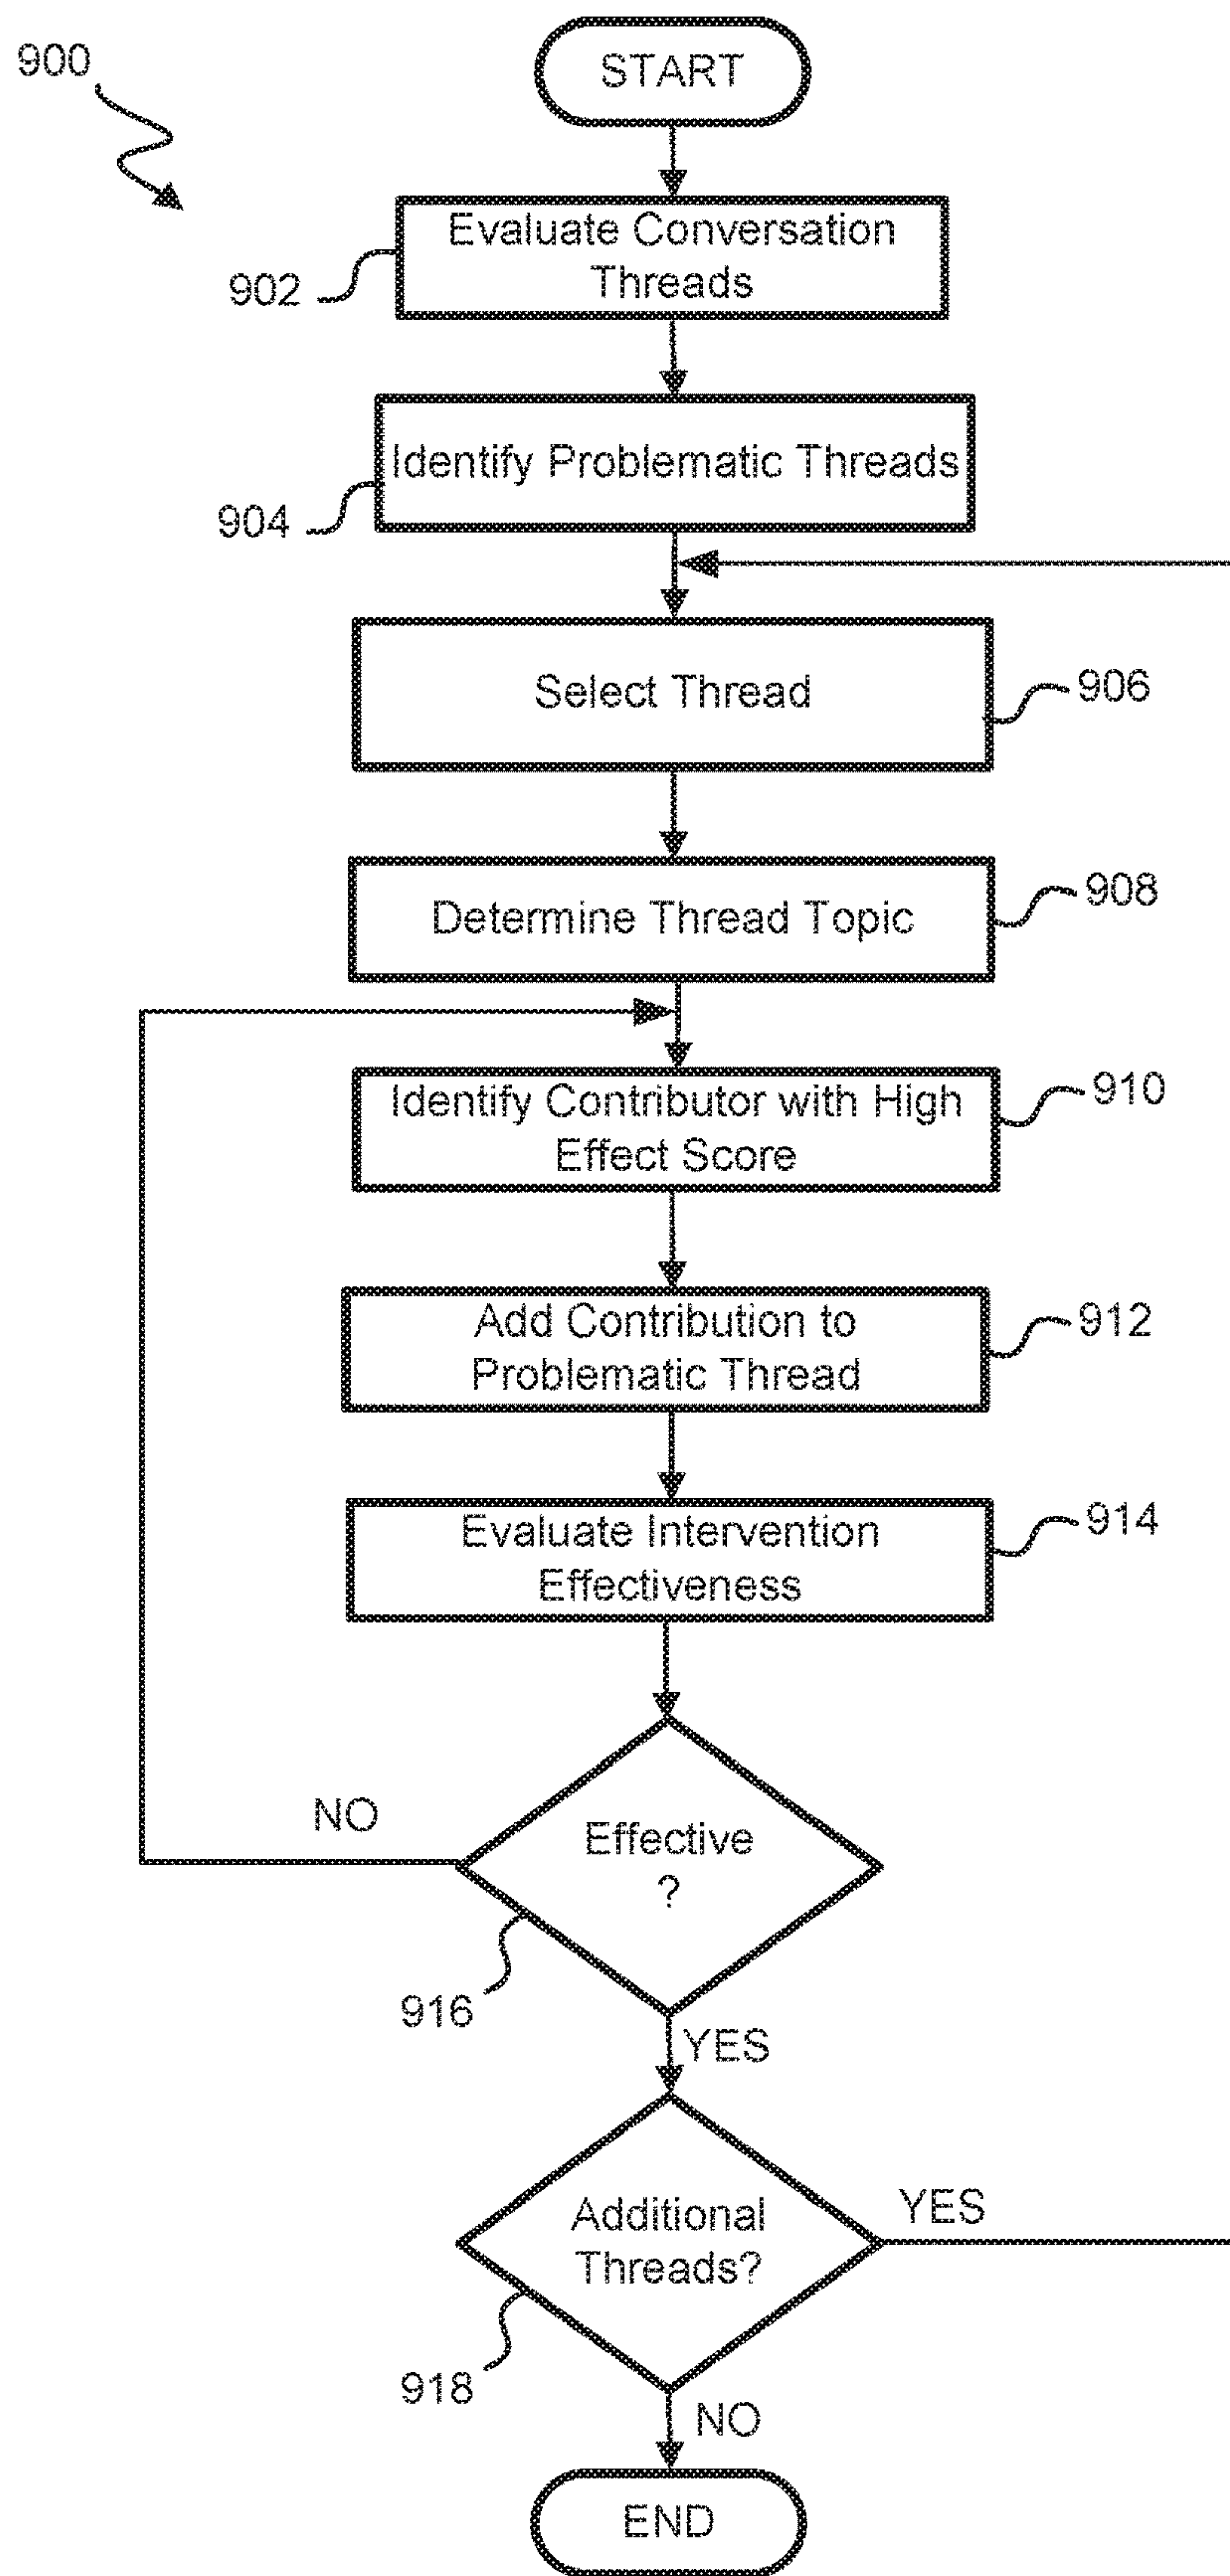 900
START
Evaluate Conversation
Threads
902
Identify Problematic Threads
904
Select Thread
906
Determine Thread Topic
908
Identify Contributor with High
Effect Score
910
Add Contribution to
Problematic Thread
912
Evaluate Intervention
Effectiveness
914
NO
Effective
?
916
YES
Additional
Threads?
YES
918
NO
END